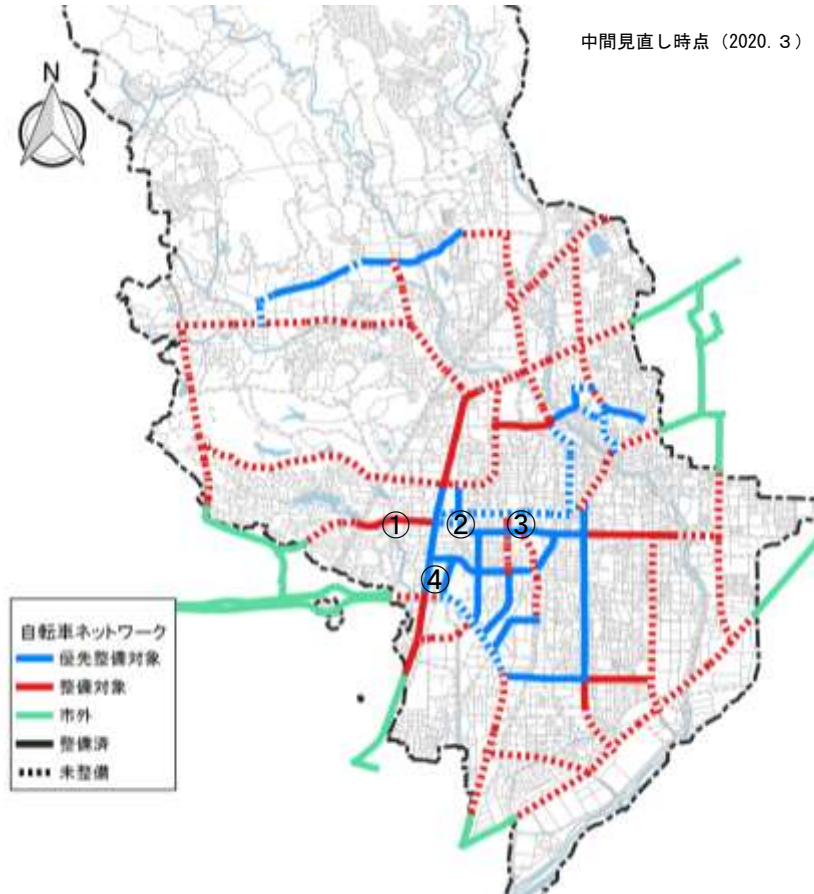 中間見直し時点（2020.３）
N
①
②
③
④
自転車ネットワーク
優先整備対象
整備対象
市外
整備済
未整備